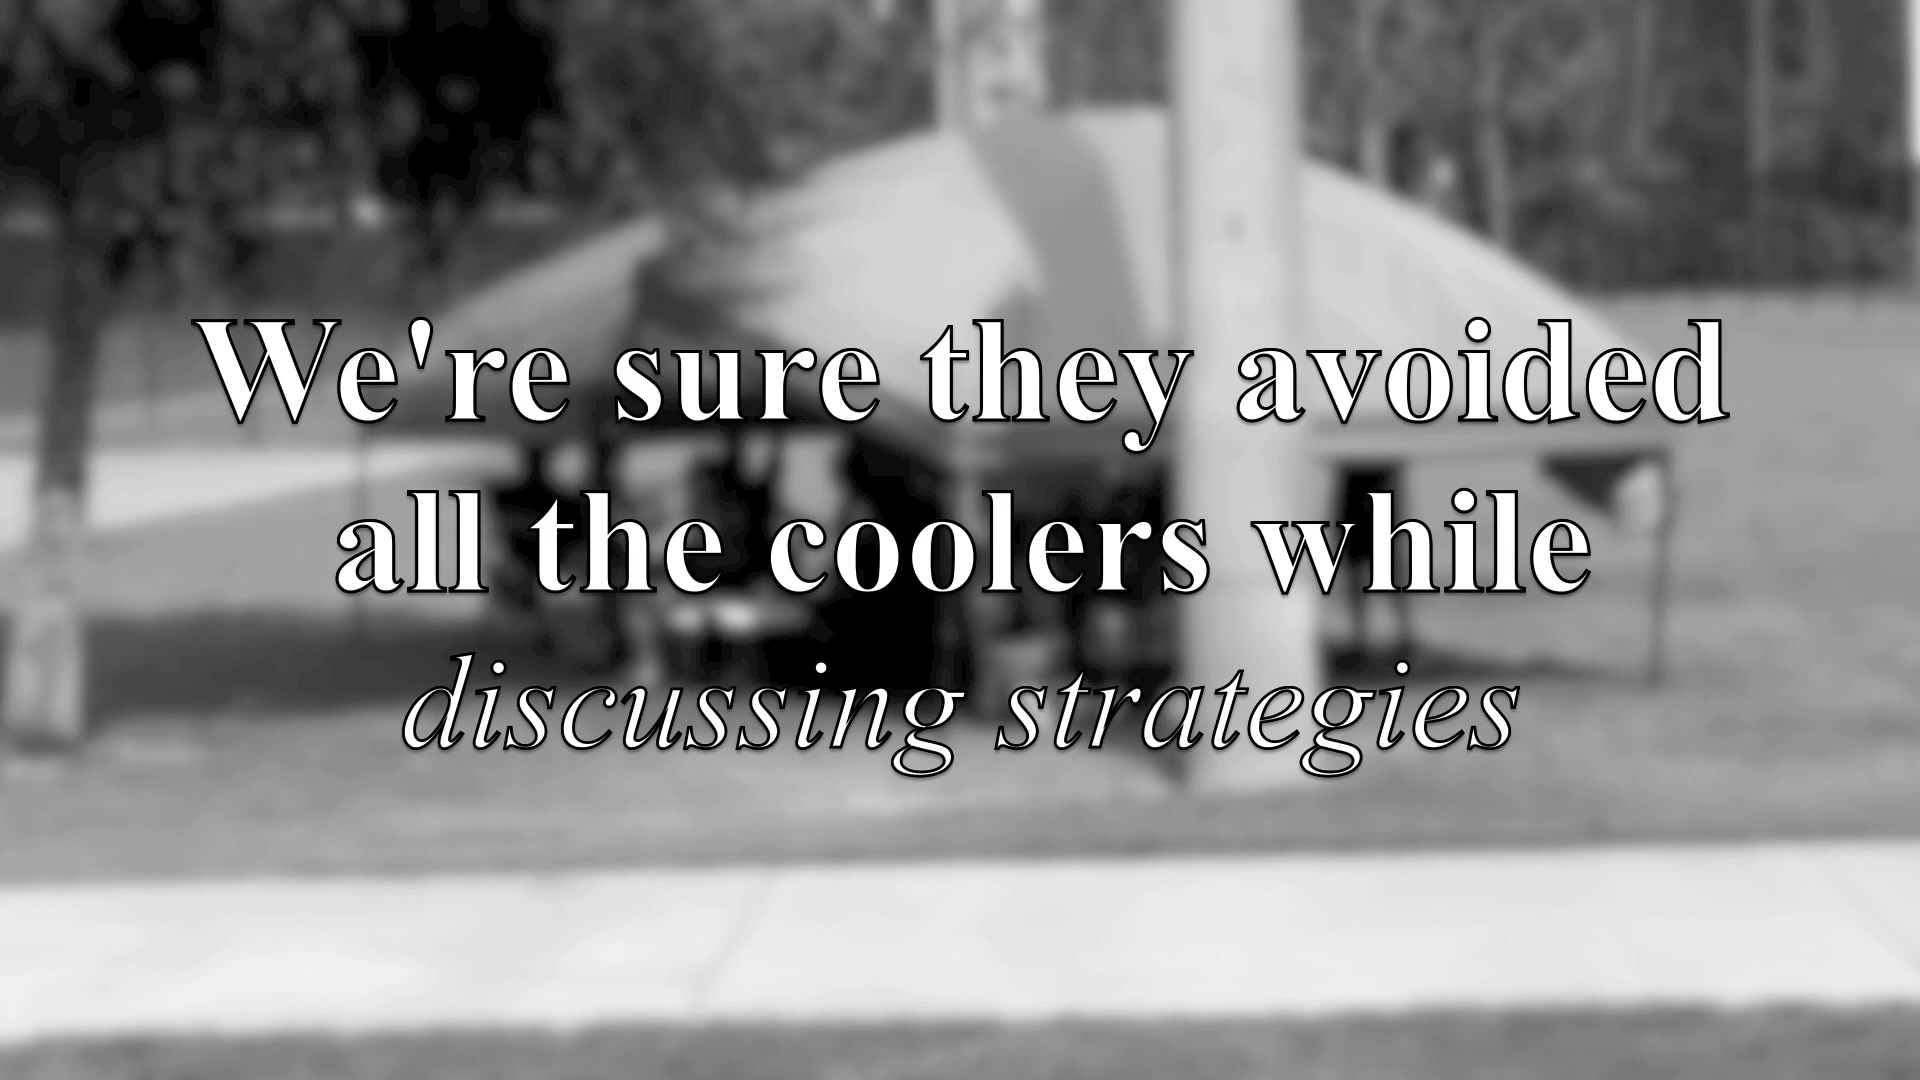 We're sure they avoided
all the coolers while
discussing strategies